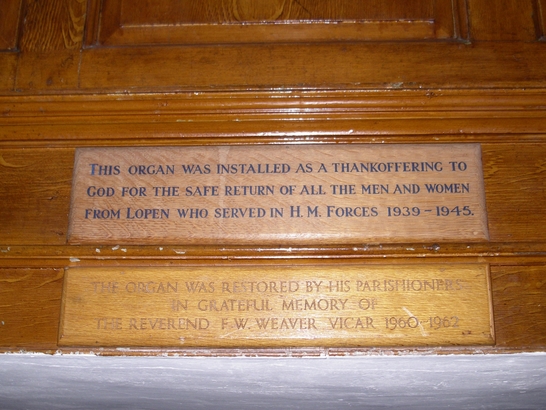 THIS ORGAN WAS INSTALLED AS A THANKOFFERING TO
GOD FOR THE SAFE RETURN OF ALL THE MEN AND WOMEN
FROM LOPEN WHO SERVED IN H. M. FORCES 1939 – 1945.
THE ORGAN WAS RESTORED BY HIS PARISHIONERS
IN GRATEFUL MEMORY OF
THE REVEREND F. W. WEAVER VICAR 1960-1962